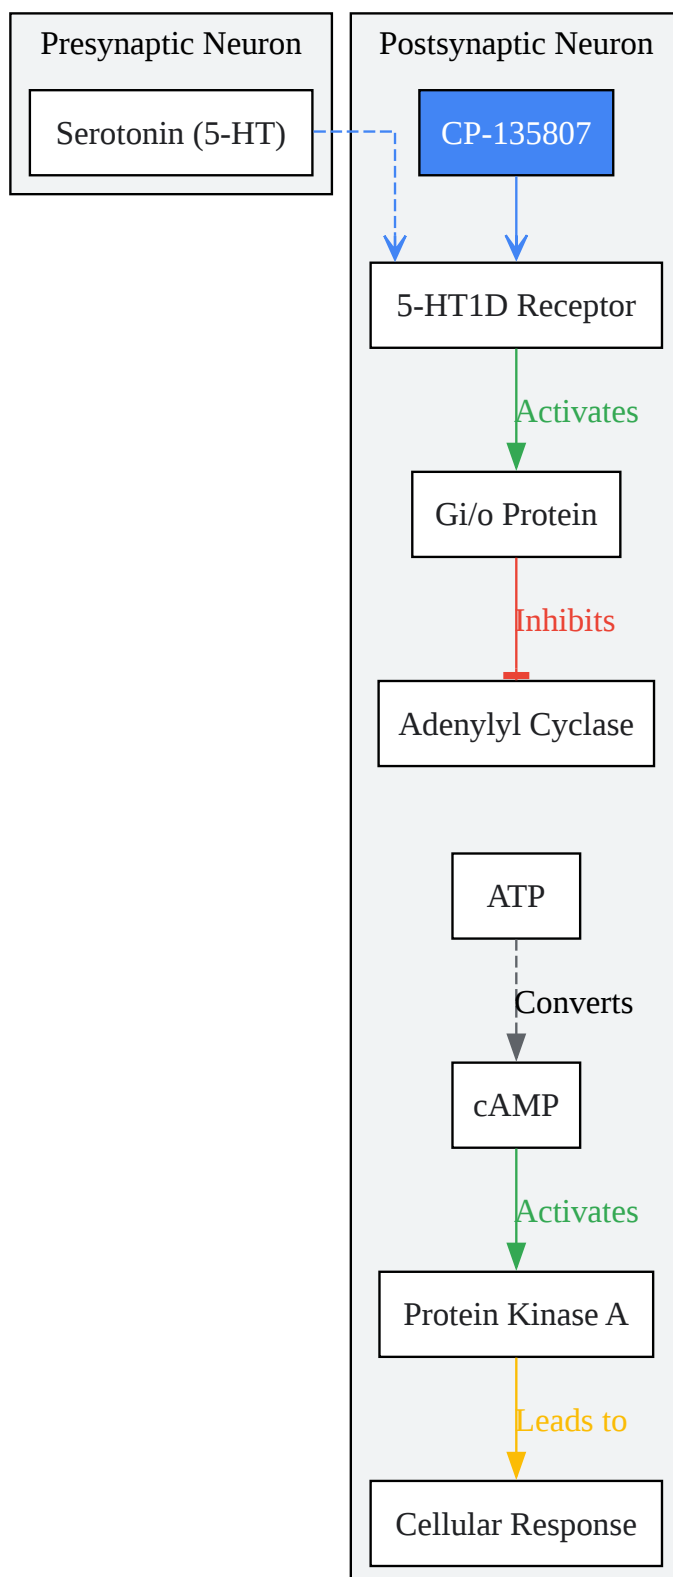 Presynaptic Neuron
Postsynaptic Neuron
Serotonin (5-HT)
CP-135807
5-HT1D Receptor
Activates
Gi/o Protein
Inhibits
Adenylyl Cyclase
ATP
Converts
cAMP
Activates
Protein Kinase A
Leads to
Cellular Response